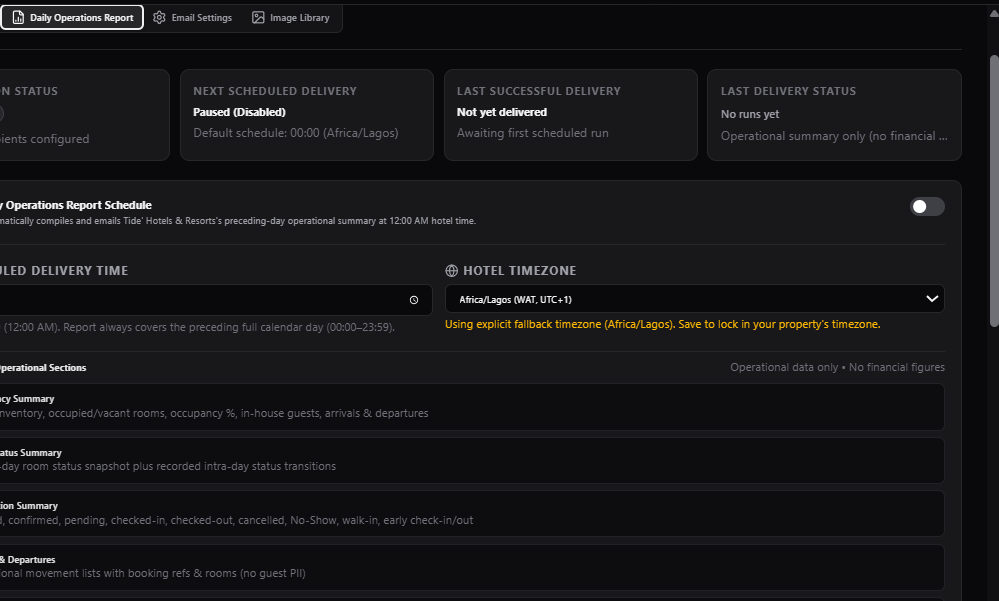 Daily Operations Report
Email Settings
Image Library
N STATUS
ients configured
NEXT SCHEDULED DELIVERY
Paused (Disabled)
Default schedule: 00:00 (Africa/Lagos)
LAST SUCCESSFUL DELIVERY
Not yet delivered
Awaiting first scheduled run
LAST DELIVERY STATUS
No runs yet
Operational summary only (no financial ...
y Operations Report Schedule
matically compiles and emails Tide' Hotels & Resorts's preceding-day operational summary at 12:00 AM hotel time.
ULED DELIVERY TIME
(12:00 AM). Report always covers the preceding full calendar day (00:00–23:59).
HOTEL TIMEZONE
Africa/Lagos (WAT, UTC+1)
Using explicit fallback timezone (Africa/Lagos). Save to lock in your property's timezone.
perational Sections
Operational data only • No financial figures
cy Summary
nventory, occupied/vacant rooms, occupancy %, in-house guests, arrivals & departures
atus Summary
-day room status snapshot plus recorded intra-day status transitions
ion Summary
d, confirmed, pending, checked-in, checked-out, cancelled, No-Show, walk-in, early check-in/out
& Departures
onal movement lists with booking refs & rooms (no guest PII)